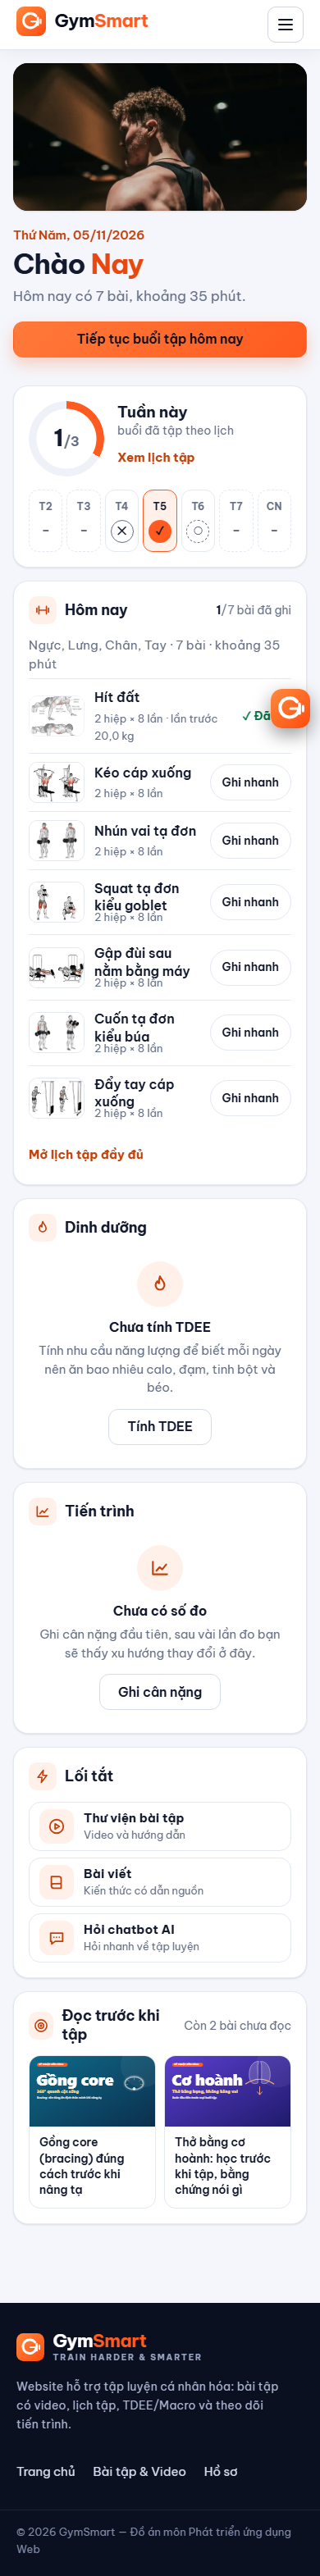 GymSmart
Thứ Năm, 05/11/2026
Chào Nay
Hôm nay có 7 bài, khoảng 35 phút.
Tiếp tục buổi tập hôm nay
1/3
Tuần này
buổi đã tập theo lịch
Xem lịch tập
T2 T3 T4 T5 T6 T7 CN
Hôm nay
1/7 bài đã ghi
Ngực, Lưng, Chân, Tay · 7 bài · khoảng 35
phút
Hít đất
2 hiệp × 8 lần · lần trước
20,0 kg
✓ Đã
Kéo cáp xuống
2 hiệp × 8 lần
Ghi nhanh
Nhún vai tạ đơn
2 hiệp × 8 lần
Ghi nhanh
Squat tạ đơn
kiểu goblet
2 hiệp × 8 lần
Ghi nhanh
Gập đùi sau
nằm bằng máy
2 hiệp × 8 lần
Ghi nhanh
Cuốn tạ đơn
kiểu búa
2 hiệp × 8 lần
Ghi nhanh
Đẩy tay cáp
xuống
2 hiệp × 8 lần
Ghi nhanh
Mở lịch tập đầy đủ
Dinh dưỡng
Chưa tính TDEE
Tính nhu cầu năng lượng để biết mỗi ngày
nên ăn bao nhiêu calo, đạm, tinh bột và
béo.
Tính TDEE
Tiến trình
Chưa có số đo
Ghi cân nặng đầu tiên, sau vài lần đo bạn
sẽ thấy xu hướng thay đổi ở đây.
Ghi cân nặng
Lối tắt
Thư viện bài tập
Video và hướng dẫn
Bài viết
Kiến thức có dẫn nguồn
Hỏi chatbot AI
Hỏi nhanh về tập luyện
Đọc trước khi
tập
Còn 2 bài chưa đọc
Gồng core
360° quanh cột sống
Gồng core
(bracing) đúng
cách trước khi
nâng tạ
Cơ hoành
Thở bằng bụng, không bằng vai
Thở bằng cơ
hoành: học trước
khi tập, bằng
chứng nói gì
GymSmart
TRAIN HARDER & SMARTER
Website hỗ trợ tập luyện cá nhân hóa: bài tập
có video, lịch tập, TDEE/Macro và theo dõi
tiến trình.
Trang chủ Bài tập & Video Hồ sơ
© 2026 GymSmart — Đồ án môn Phát triển ứng dụng
Web